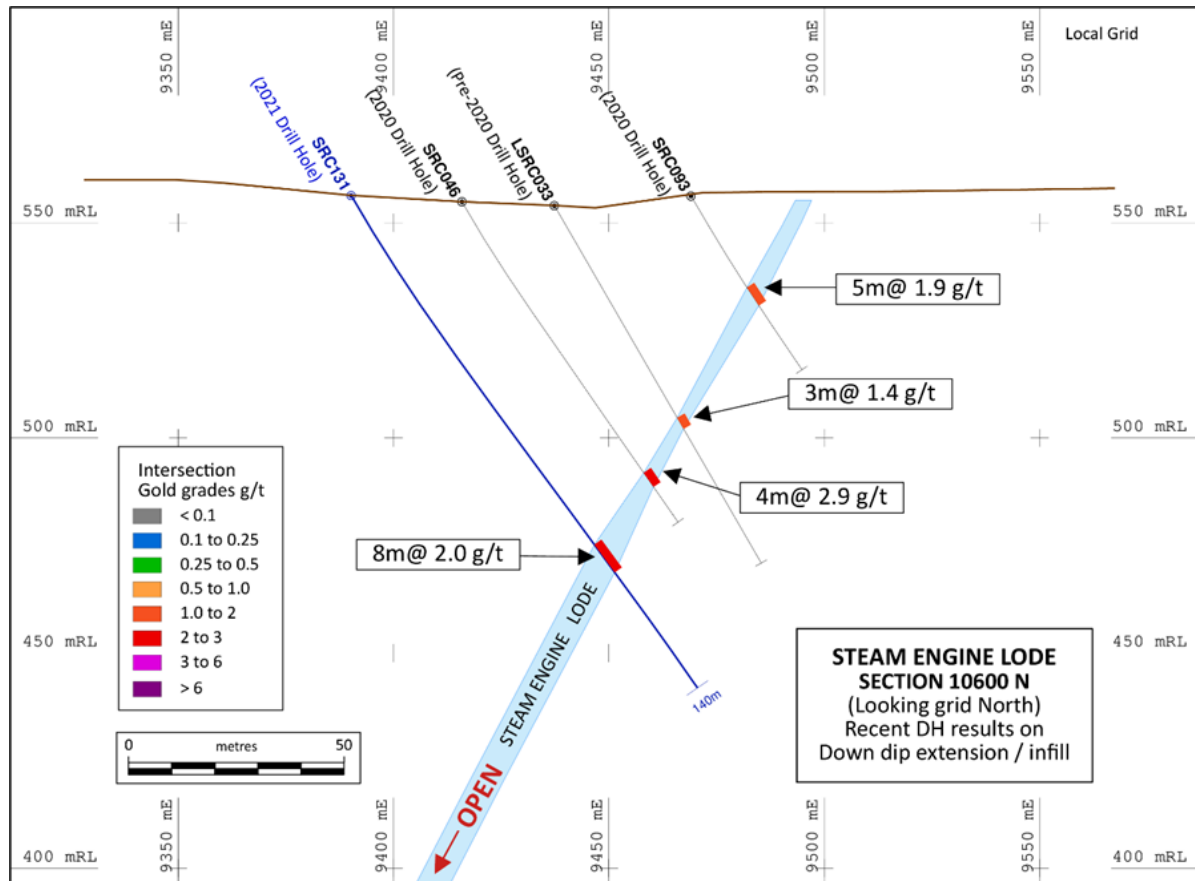 9350 mE
9400 mE
9450 mE
9500 mE
9550 mE
Local Grid
SRC131
(2021 Drill Hole)
SRC046
(2020 Drill Hole)
LSRC033
(Pre-2020 Drill Hole)
SRC093
(2020 Drill Hole)
550 mRL
550 mRL
5m@ 1.9 g/t
3m@ 1.4 g/t
500 mRL
500 mRL
4m@ 2.9 g/t
8m@ 2.0 g/t
Intersection
Gold grades g/t
< 0.1
0.1 to 0.25
0.25 to 0.5
0.5 to 1.0
1.0 to 2
2 to 3
3 to 6
> 6
450 mRL
450 mRL
STEAM ENGINE LODE
140m
STEAM ENGINE LODE
SECTION 10600 N
(Looking grid North)
Recent DH results on
Down dip extension / infill
0 metres 50
OPEN
400 mRL
400 mRL
9350 mE
9400 mE
9450 mE
9500 mE
9550 mE